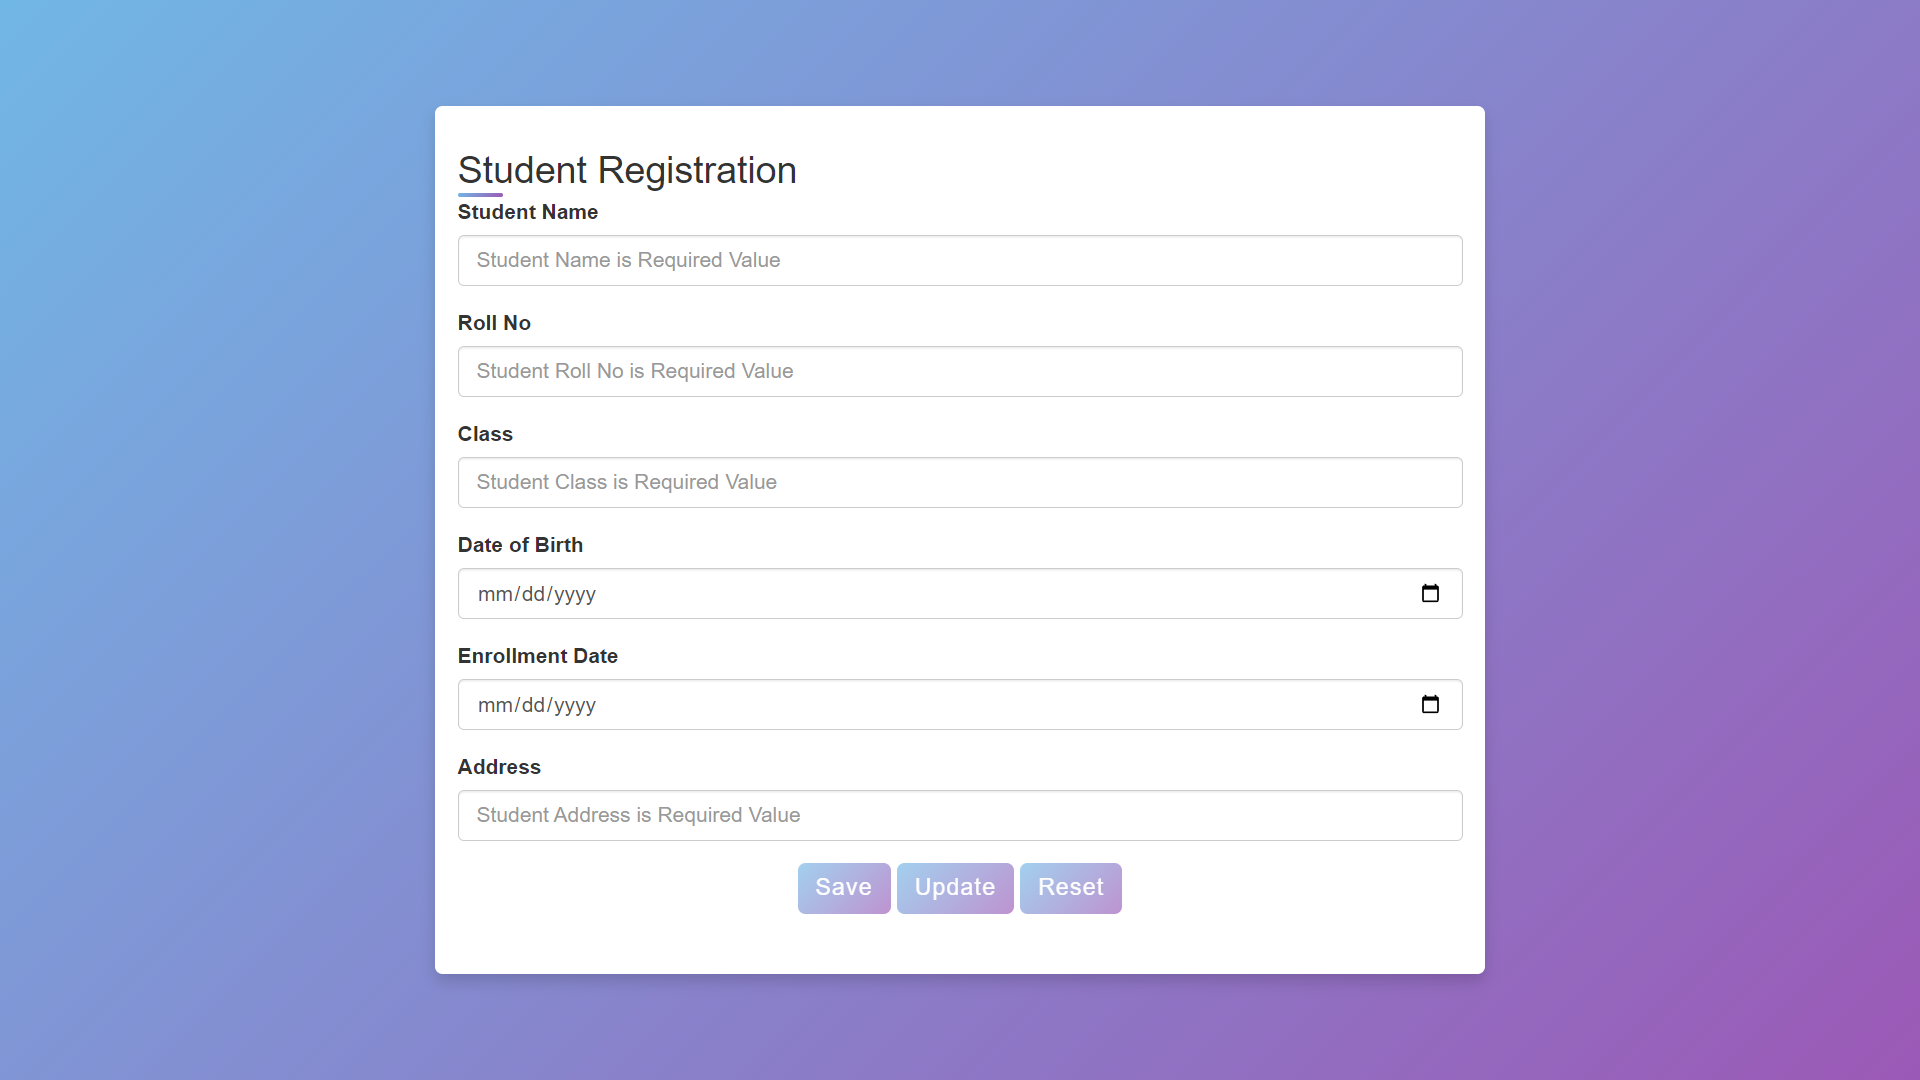 Student Registration
Student Name
Student Name is Required Value
Roll No
Student Roll No is Required Value
Class
Student Class is Required Value
Date of Birth
mm/dd/yyyy
Enrollment Date
mm/dd/yyyy
Address
Student Address is Required Value
Save Update Reset